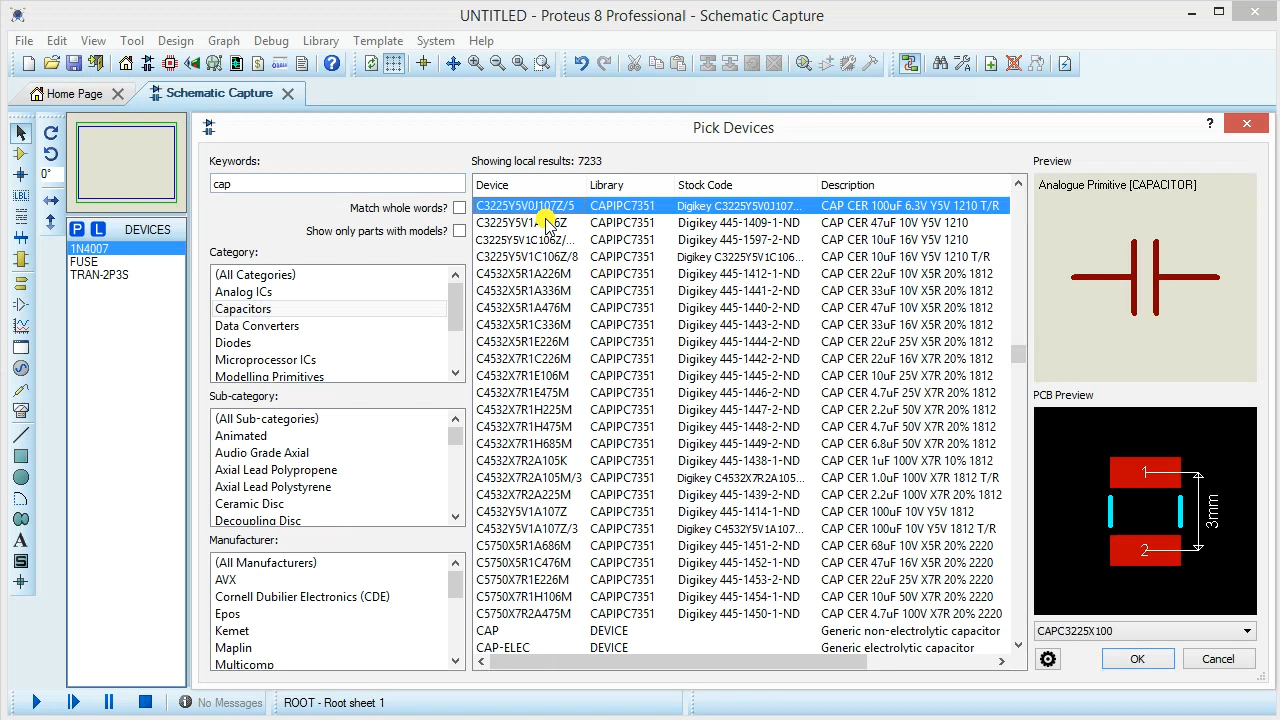 UNTITLED - Proteus 8 Professional - Schematic Capture
File Edit View Tool Design Graph Debug Library Template System Help
Home Page
Schematic Capture
Pick Devices
Keywords:
cap
Match whole words?
Show only parts with models?
Category:
(All Categories)
Analog ICs
Capacitors
Data Converters
Diodes
Microprocessor ICs
Modelling Primitives
Sub-category:
(All Sub-categories)
Animated
Audio Grade Axial
Axial Lead Polypropene
Axial Lead Polystyrene
Ceramic Disc
Decoupling Disc
Manufacturer:
(All Manufacturers)
AVX
Cornell Dubilier Electronics (CDE)
Epos
Kemet
Maplin
Multicomp
0°
LBL
P L DEVICES
1N4007
FUSE
TRAN-2P3S
Showing local results: 7233
Device Library Stock Code Description
C3225Y5V0J107Z/5 CAPIPC7351 Digikey C3225Y5V0J107... CAP CER 100uF 6.3V Y5V 1210 T/R
CAPIPC7351 Digikey 445-1409-1-ND CAP CER 47uF 10V Y5V 1210
C3225Y5V1C106Z/... CAPIPC7351 Digikey 445-1597-2-ND CAP CER 10uF 16V Y5V 1210
C3225Y5V1C106Z/8 CAPIPC7351 Digikey C3225Y5V1C106... CAP CER 10uF 16V Y5V 1210 T/R
C4532X5R1A226M CAPIPC7351 Digikey 445-1412-1-ND CAP CER 22uF 10V X5R 20% 1812
C4532X5R1A336M CAPIPC7351 Digikey 445-1441-2-ND CAP CER 33uF 10V X5R 20% 1812
C4532X5R1A476M CAPIPC7351 Digikey 445-1440-2-ND CAP CER 47uF 10V X5R 20% 1812
C4532X5R1C336M CAPIPC7351 Digikey 445-1443-2-ND CAP CER 33uF 16V X5R 20% 1812
C4532X5R1E226M CAPIPC7351 Digikey 445-1444-2-ND CAP CER 22uF 25V X5R 20% 1812
C4532X7R1C226M CAPIPC7351 Digikey 445-1442-2-ND CAP CER 22uF 16V X7R 20% 1812
C4532X7R1E106M CAPIPC7351 Digikey 445-1445-2-ND CAP CER 10uF 25V X7R 20% 1812
C4532X7R1E475M CAPIPC7351 Digikey 445-1446-2-ND CAP CER 4.7uF 25V X7R 20% 1812
C4532X7R1H225M CAPIPC7351 Digikey 445-1447-2-ND CAP CER 2.2uF 50V X7R 20% 1812
C4532X7R1H475M CAPIPC7351 Digikey 445-1448-2-ND CAP CER 4.7uF 50V X7R 20% 1812
C4532X7R1H685M CAPIPC7351 Digikey 445-1449-2-ND CAP CER 6.8uF 50V X7R 20% 1812
C4532X7R2A105K CAPIPC7351 Digikey 445-1438-1-ND CAP CER 1uF 100V X7R 10% 1812
C4532X7R2A105M/3 CAPIPC7351 Digikey C4532X7R2A105... CAP CER 1.0uF 100V X7R 1812 T/R
C4532X7R2A225M CAPIPC7351 Digikey 445-1439-2-ND CAP CER 2.2uF 100V X7R 20% 1812
C4532Y5V1A107Z CAPIPC7351 Digikey 445-1414-1-ND CAP CER 100uF 10V Y5V 1812
C4532Y5V1A107Z/3 CAPIPC7351 Digikey C4532Y5V1A107... CAP CER 100uF 10V Y5V 1812 T/R
C5750X5R1A686M CAPIPC7351 Digikey 445-1451-2-ND CAP CER 68uF 10V X5R 20% 2220
C5750X5R1C476M CAPIPC7351 Digikey 445-1452-1-ND CAP CER 47uF 16V X5R 20% 2220
C5750X7R1E226M CAPIPC7351 Digikey 445-1453-2-ND CAP CER 22uF 25V X7R 20% 2220
C5750X7R1H106M CAPIPC7351 Digikey 445-1454-1-ND CAP CER 10uF 50V X7R 20% 2220
C5750X7R2A475M CAPIPC7351 Digikey 445-1450-1-ND CAP CER 4.7uF 100V X7R 20% 2220
CAP DEVICE Generic non-electrolytic capacitor
CAP-ELEC DEVICE Generic electrolytic capacitor
Preview
Analogue Primitive [CAPACITOR]
PCB Preview
1
3mm
2
CAPC3225X100
OK Cancel
No Messages
ROOT - Root sheet 1